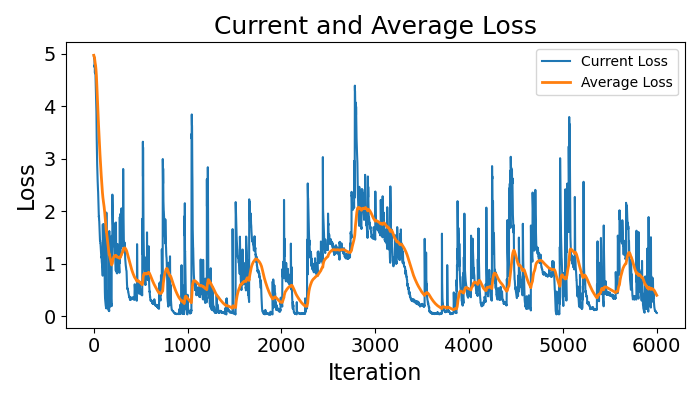 Current and Average Loss
Current Loss
Average Loss
Loss
5
4
3
2
1
0
0 1000 2000 3000 4000 5000 6000
Iteration